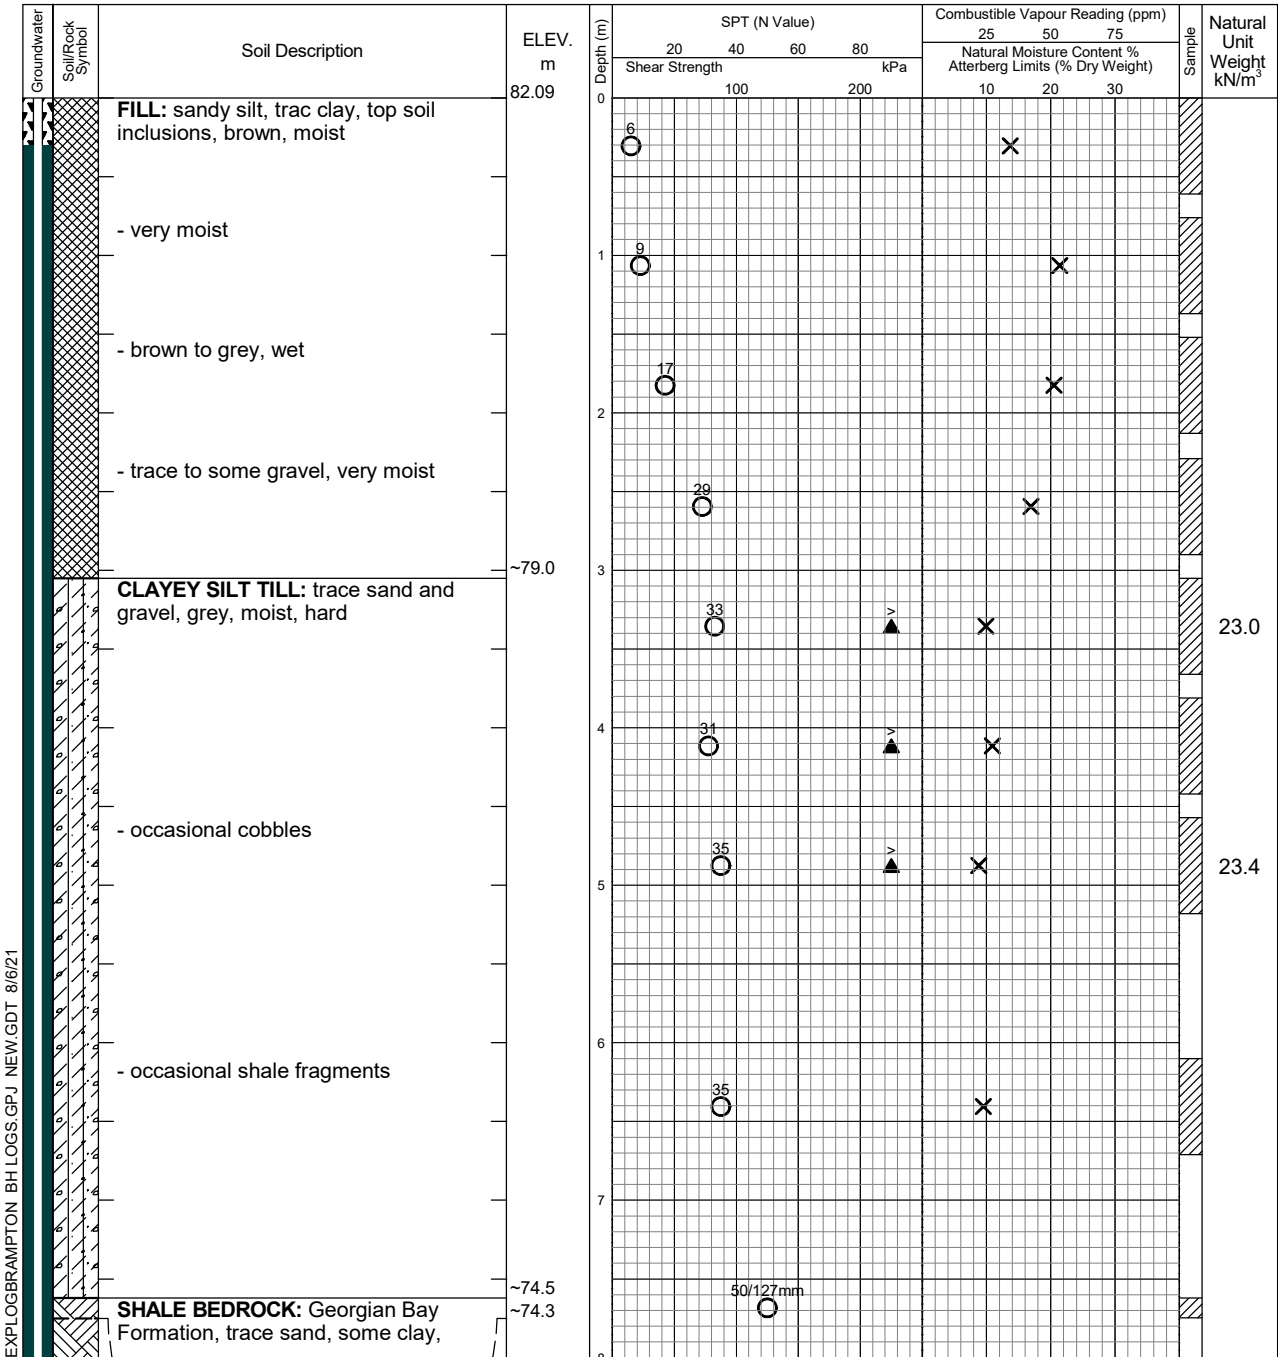 Groundwater
Soil/Rock
Symbol
Soil Description
ELEV.
m
82.09
Depth (m)
SPT (N Value)
20 40 60 80
Shear Strength kPa
100 200
Combustible Vapour Reading (ppm)
25 50 75
Natural Moisture Content %
Atterberg Limits (% Dry Weight)
10 20 30
Sample
Natural
Unit
Weight
kN/m3
0
FILL: sandy silt, trac clay, top soil
inclusions, brown, moist
6
- very moist
9
1
- brown to grey, wet
17
2
- trace to some gravel, very moist
29
~79.0
3
CLAYEY SILT TILL: trace sand and
gravel, grey, moist, hard
33
>
23.0
4
31
>
- occasional cobbles
35
>
23.4
5
6
- occasional shale fragments
35
7
~74.5
50/127mm
SHALE BEDROCK: Georgian Bay
~74.3
Formation, trace sand, some clay,
8
EXPLOGBRAMPTON BH LOGS.GPJ NEW.GDT 8/6/21